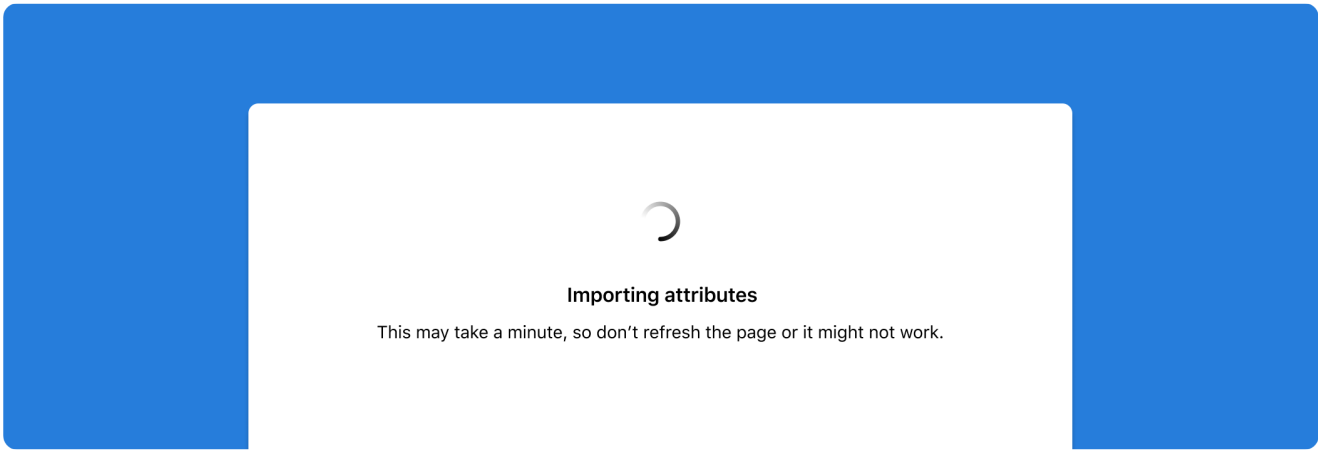 Importing attributes
This may take a minute, so don’t refresh the page or it might not work.